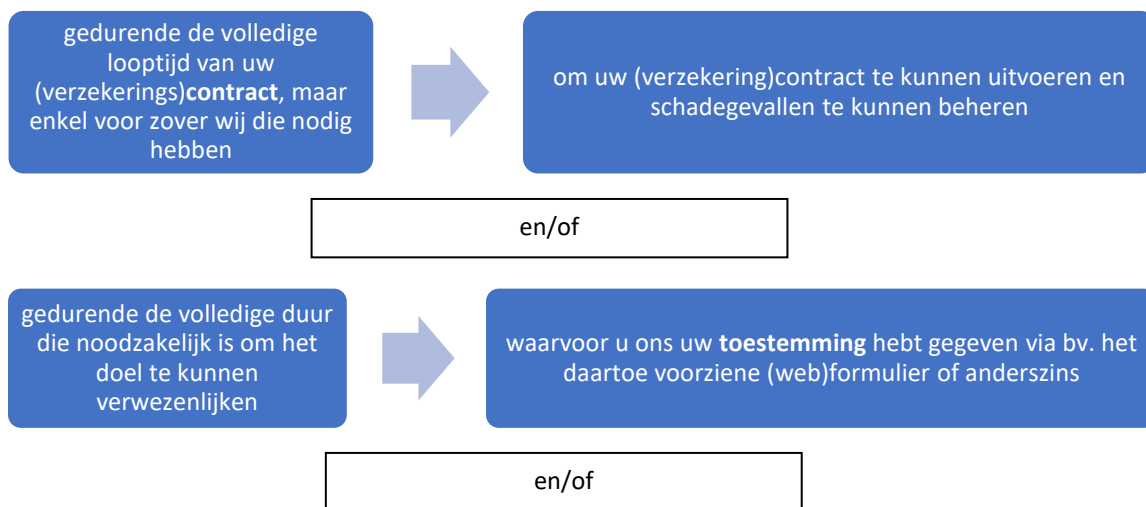 gedurende de volledige
looptijd van uw
(verzekerings)contract, maar
enkel voor zover wij die nodig
hebben
om uw (verzekering)contract te kunnen uitvoeren en
schadegevallen te kunnen beheren
en/of
gedurende de volledige duur
die noodzakelijk is om het
doel te kunnen
verwezenlijken
waarvoor u ons uw toestemming hebt gegeven via bv. het
daartoe voorziene (web)formulier of anderszins
en/of